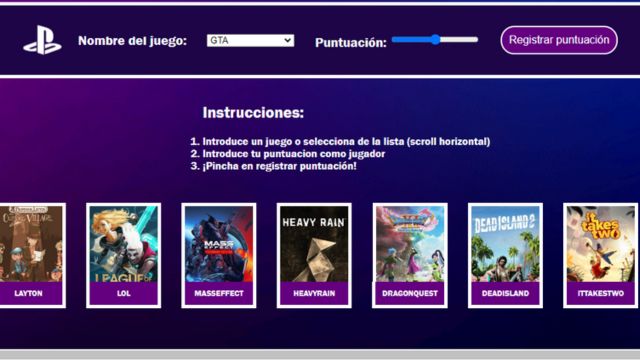 Nombre del juego:
GTA
Puntuación:
Registrar puntuación
Instrucciones:
1. Introduce un juego o selecciona de la lista (scroll horizontal)
2. Introduce tu puntuacion como jugador
3. ¡Pincha en registrar puntuación!
LEAGUE OF
MASS
EFFECT
HEAVY RAIN
DEAD ISLAND 2
it
takes
two
LAYTON
LOL
MASSEFFECT
HEAVYRAIN
DRAGONQUEST
DEADISLAND
ITTAKESTWO